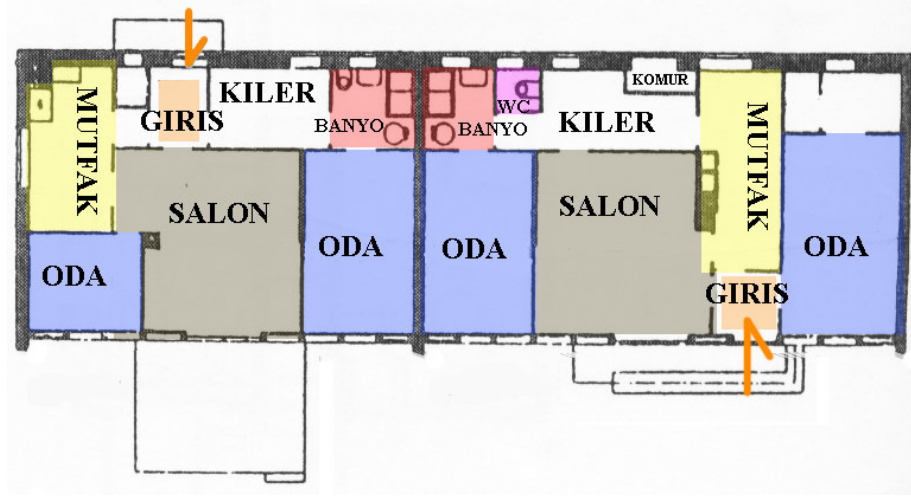 MUTFAK
GIRIS
KILER
BANYO
SALON
ODA
ODA
BANYO
WC
KILER
KOMUR
MUTFAK
ODA
SALON
ODA
GIRIS